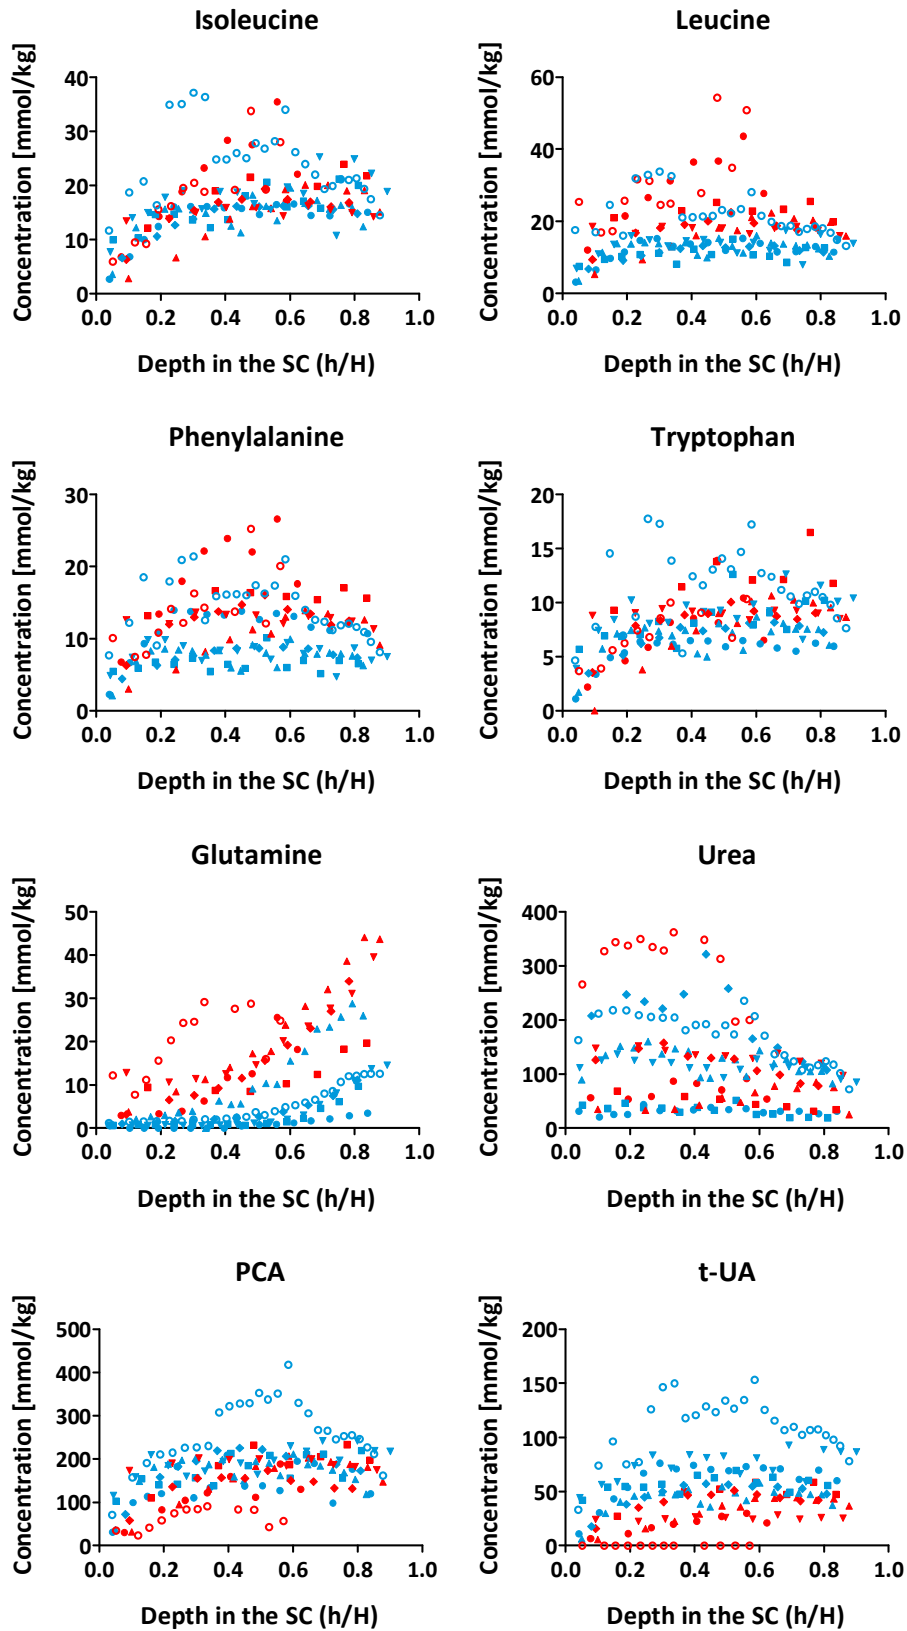 Isoleucine
Concentration [mmol/kg]
40
30
20
10
0
0.0 0.2 0.4 0.6 0.8 1.0
Depth in the SC (h/H)
Leucine
Concentration [mmol/kg]
60
40
20
0
0.0 0.2 0.4 0.6 0.8 1.0
Depth in the SC (h/H)
Phenylalanine
Concentration [mmol/kg]
30
20
10
0
0.0 0.2 0.4 0.6 0.8 1.0
Depth in the SC (h/H)
Tryptophan
Concentration [mmol/kg]
20
15
10
5
0
0.0 0.2 0.4 0.6 0.8 1.0
Depth in the SC (h/H)
Glutamine
Concentration [mmol/kg]
50
40
30
20
10
0
0.0 0.2 0.4 0.6 0.8 1.0
Depth in the SC (h/H)
Urea
Concentration [mmol/kg]
400
300
200
100
0
0.0 0.2 0.4 0.6 0.8 1.0
Depth in the SC (h/H)
PCA
Concentration [mmol/kg]
500
400
300
200
100
0
0.0 0.2 0.4 0.6 0.8 1.0
Depth in the SC (h/H)
t-UA
Concentration [mmol/kg]
200
150
100
50
0
0.0 0.2 0.4 0.6 0.8 1.0
Depth in the SC (h/H)